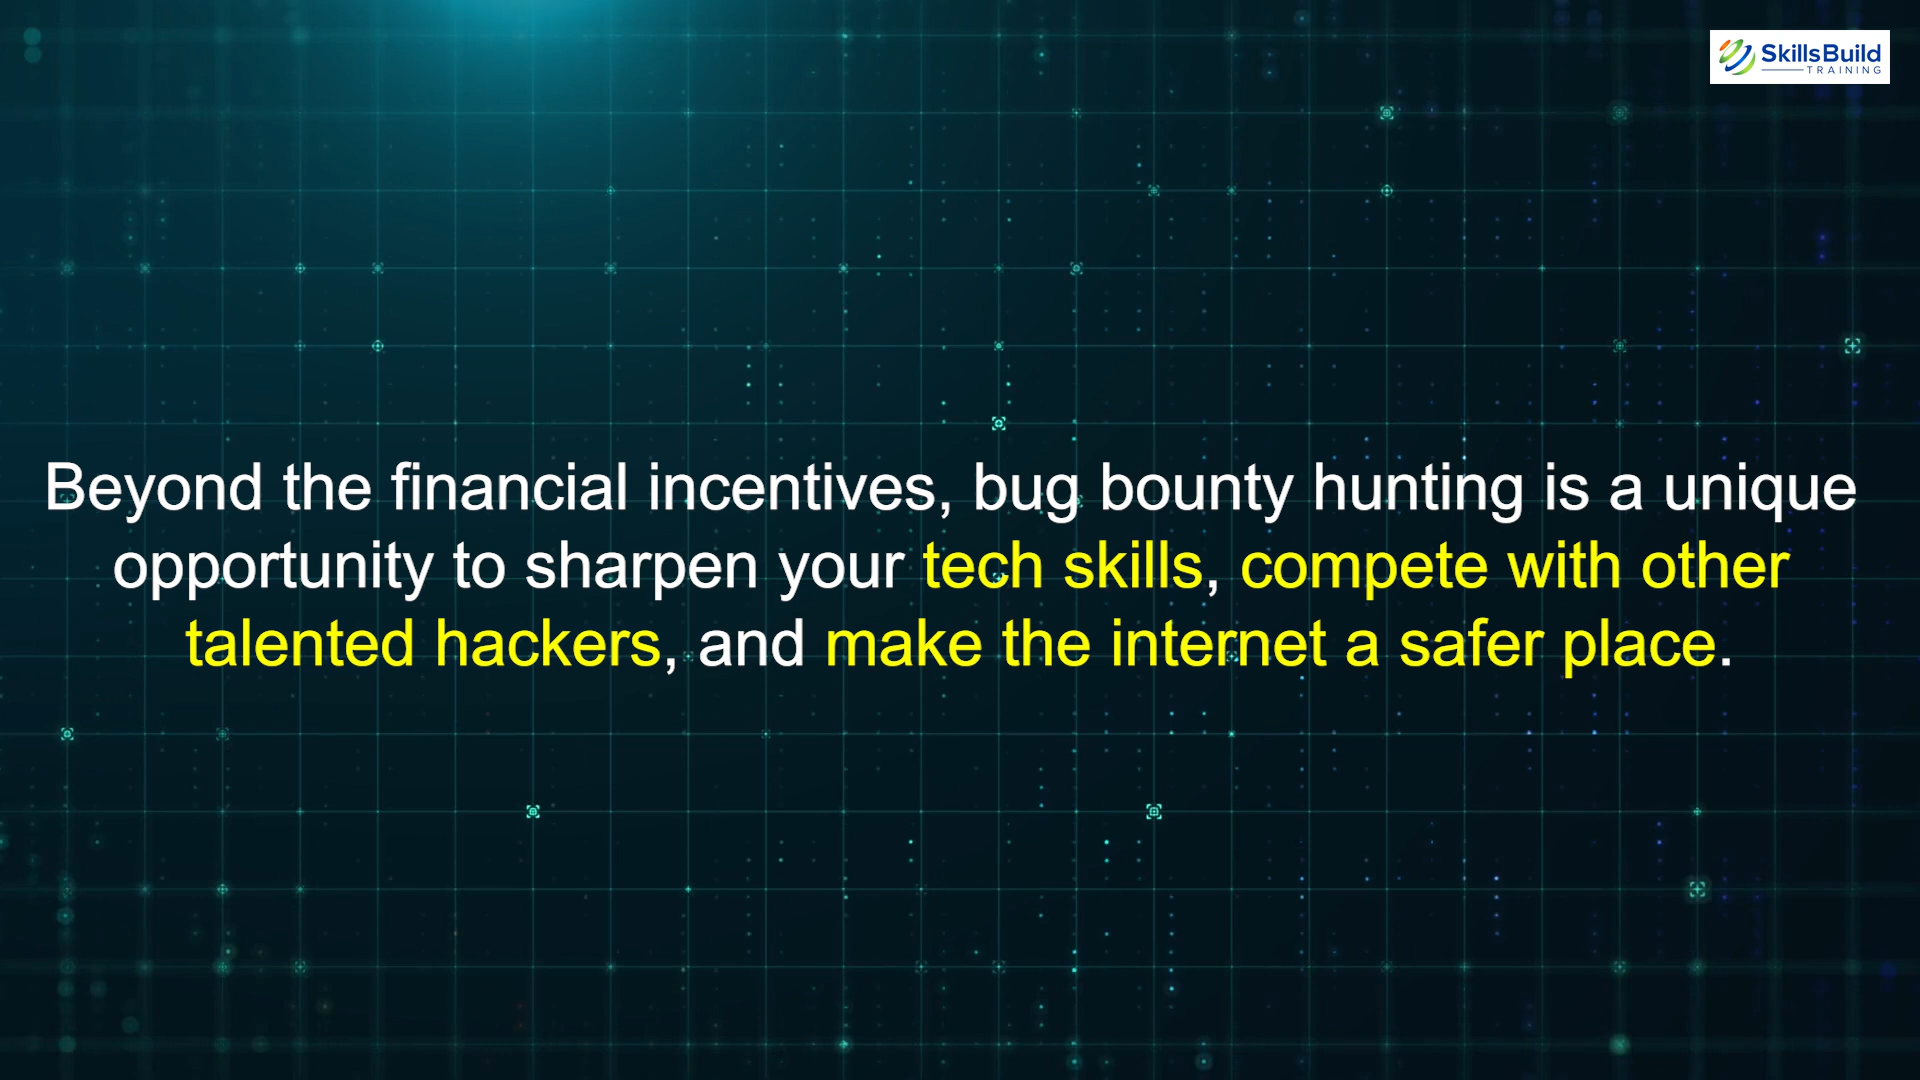 SkillsBuild
TRAINING
Beyond the financial incentives, bug bounty hunting is a unique
opportunity to sharpen your tech skills, compete with other
talented hackers, and make the internet a safer place.